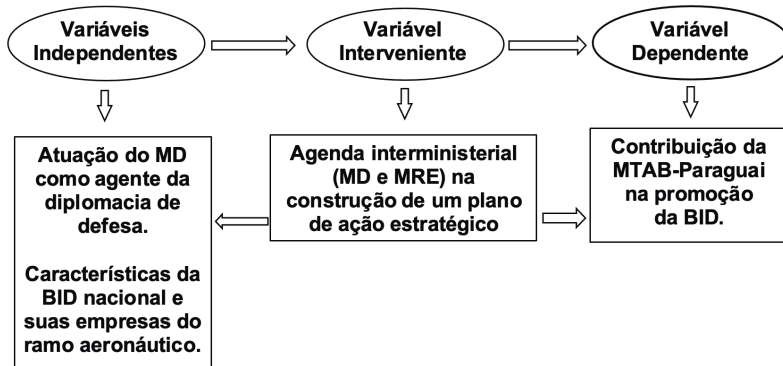 Variáveis
Independentes
Variável
Interveniente
Variável
Dependente
Atuação do MD
como agente da
diplomacia de
defesa.
Características da
BID nacional e
suas empresas do
ramo aeronáutico.
Agenda interministerial
(MD e MRE) na
construção de um plano
de ação estratégico
Contribuição da
MTAB-Paraguai
na promoção
da BID.